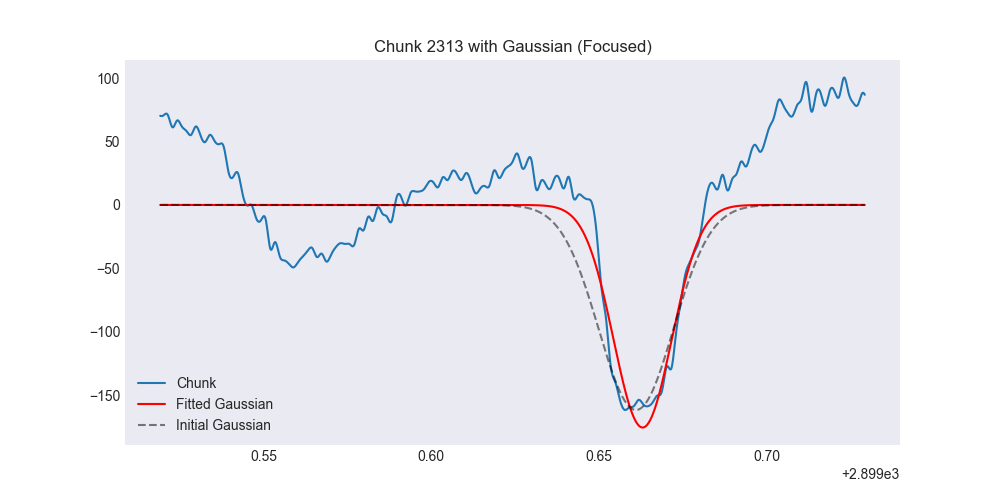 Chunk 2313 with Gaussian (Focused)
100
50
0
−50
−100
−150
Chunk
Fitted Gaussian
Initial Gaussian
0.55 0.60 0.65 0.70
+2.899e3